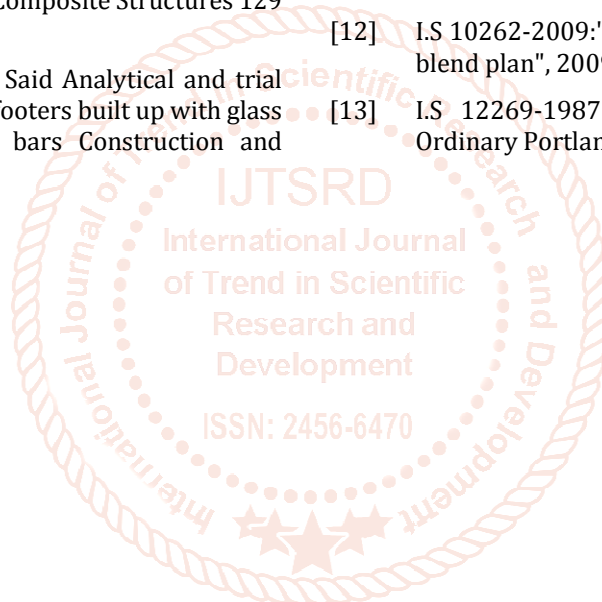 Composite Structures 129
Said Analytical and trial
footers built up with glass
bars Construction and
[12] I.S 10262-2009:"
blend plan", 2009
[13] I.S 12269-1987
Ordinary Portlan
International Journal of Trend in Scientific Research and Development
IJTSRD
International Journal
of Trend in Scientific
Research and
Development
ISSN: 2456-6470